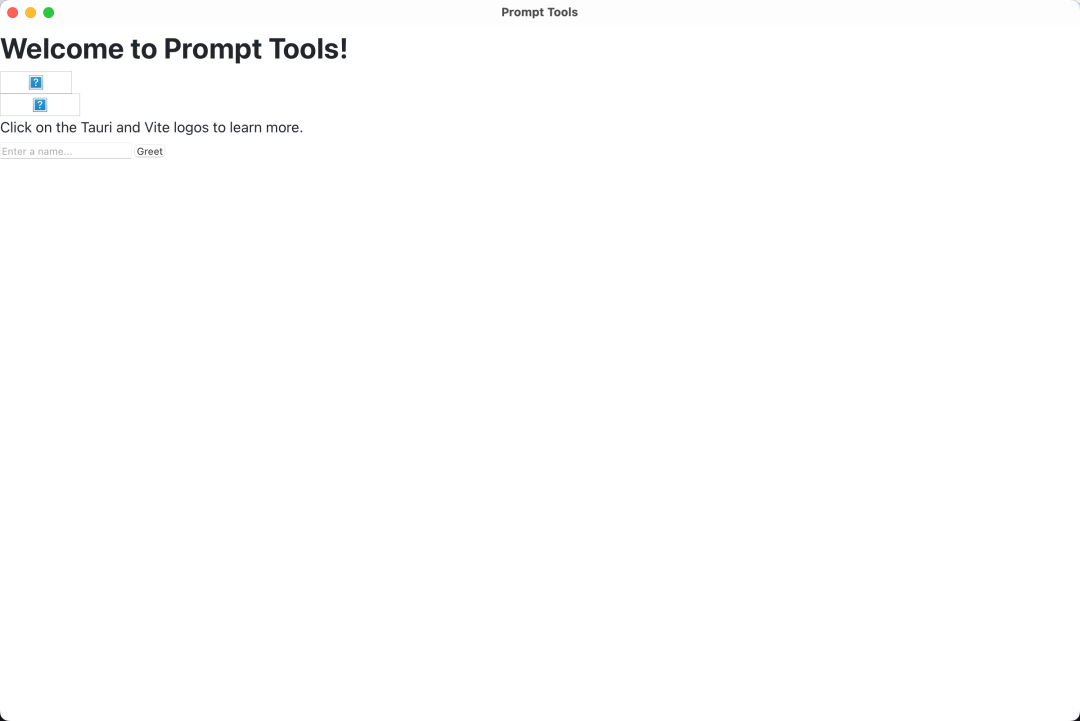 Prompt Tools
Welcome to Prompt Tools!
?
?
Click on the Tauri and Vite logos to learn more.
Enter a name... Greet